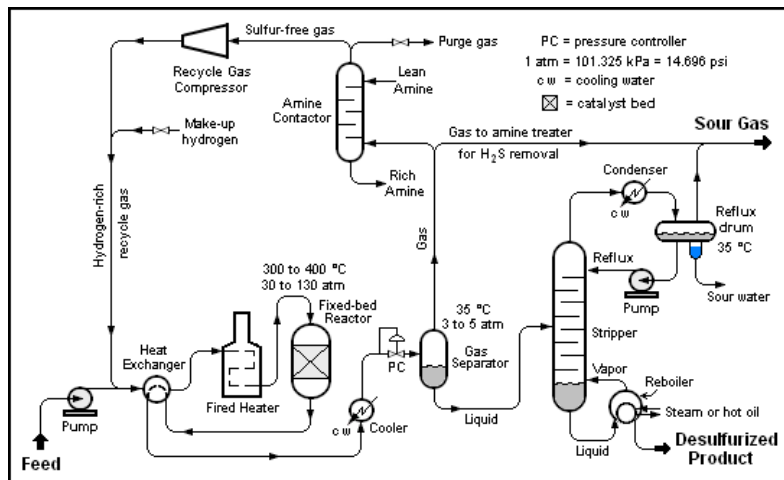 Sulfur-free gas
Purge gas
PC = pressure controller
1 atm = 101.325 kPa = 14.696 psi
c w = cooling water
= catalyst bed
Recycle Gas
Compressor
Lean
Amine
Amine
Contactor
Make-up
hydrogen
Rich
Amine
Gas to amine treater
for H₂S removal
Sour Gas
Condenser
c w
Reflux
drum
35 ºC
Hydrogen-rich
recycle gas
Gas
Reflux
Pump
Sour water
300 to 400 ºC
30 to 130 atm
Fixed-bed
Reactor
35 ºC
3 to 5 atm
Gas
Separator
PC
Stripper
Heat
Exchanger
Fired Heater
Vapor
Reboiler
Steam or hot oil
Pump
c w
Cooler
Liquid
Liquid
Feed
Desulfurized
Product